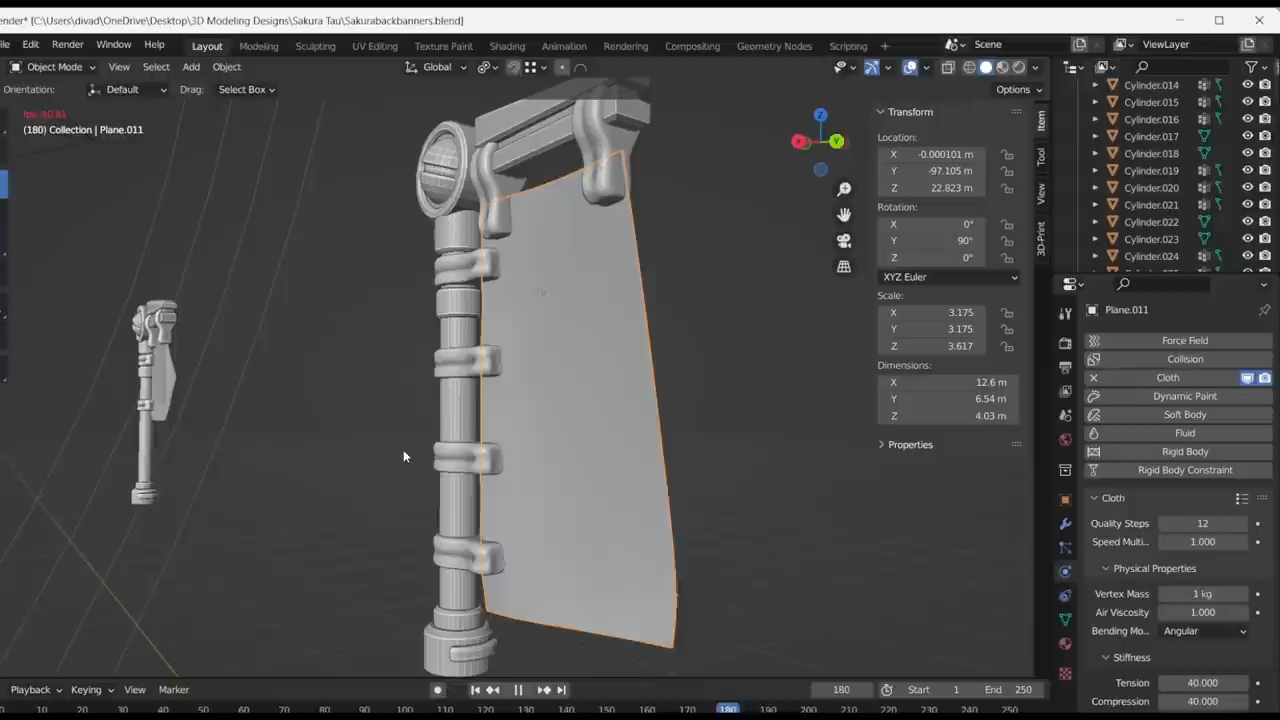 ender* [C:\Users\divad\OneDrive\Desktop\3D Modeling Designs\Sakura Tau\Sakurabackbanners.blend]
ile Edit Render Window Help Layout Modeling Sculpting UV Editing Texture Paint Shading Animation Rendering Compositing Geometry Nodes Scripting + Scene ViewLayer
Object Mode View Select Add Object Global
Orientation: Default Drag: Select Box Options
(180) Collection | Plane.011
Transform
Location:
X -0.000101 m
Y -97.105 m
Z 22.823 m
Rotation:
X 0°
Y 90°
Z 0°
XYZ Euler
Scale:
X 3.175
Y 3.175
Z 3.617
Dimensions:
X 12.6 m
Y 6.54 m
Z 4.03 m
Properties
Item
Tool
View
3D-Print
Z
Y
Cylinder.014
Cylinder.015
Cylinder.016
Cylinder.017
Cylinder.018
Cylinder.019
Cylinder.020
Cylinder.021
Cylinder.022
Cylinder.023
Cylinder.024
Plane.011
Force Field
Collision
Cloth
Dynamic Paint
Soft Body
Fluid
Rigid Body
Rigid Body Constraint
Cloth
Quality Steps 12
Speed Multi... 1.000
Physical Properties
Vertex Mass 1 kg
Air Viscosity 1.000
Bending Mo... Angular
Stiffness
Tension 40.000
Compression 40.000
Playback Keying View Marker 180 Start 1 End 250
0 10 20 30 40 50 60 70 80 90 100 110 120 130 140 150 160 170 180 190 200 210 220 230 240 250